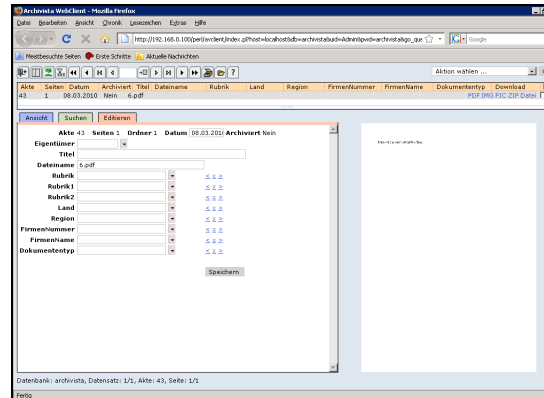 Archivista WebClient - Mozilla Firefox
Datei Bearbeiten Ansicht Chronik Lesezeichen Extras Hilfe
http://192.168.0.100/perl/avclient/index.pl?host=localhost&db=archivista&uid=Admin&pwd=archivista&go_que
Google
Meistbesuchte Seiten Erste Schritte Aktuelle Nachrichten
Aktion wählen ...
Akte Seiten Datum Archiviert Titel Dateiname Rubrik Land Region FirmenNummer FirmenName Dokumententyp Download
43 1 08.03.2010 Nein 6.pdf PDF IMG PIC ZIP Datei
Ansicht Suchen Editieren
Akte 43 Seiten 1 Ordner 1 Datum 08.03.201 Archiviert Nein
Eigentümer
Titel
Dateiname 6.pdf
Rubrik < x >
Rubrik1 < x >
Rubrik2 < x >
Land < x >
Region < x >
FirmenNummer < x >
FirmenName < x >
Dokumententyp < x >
Speichern
Datenbank: archivista, Datensatz: 1/1, Akte: 43, Seite: 1/1
Fertig